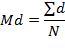 Md = ∑d / N